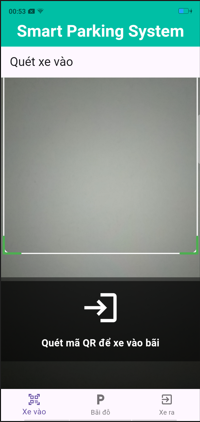 00:53
Smart Parking System
Quét xe vào
Quét mã QR để xe vào bãi
Xe vào
Bãi đỗ
Xe ra